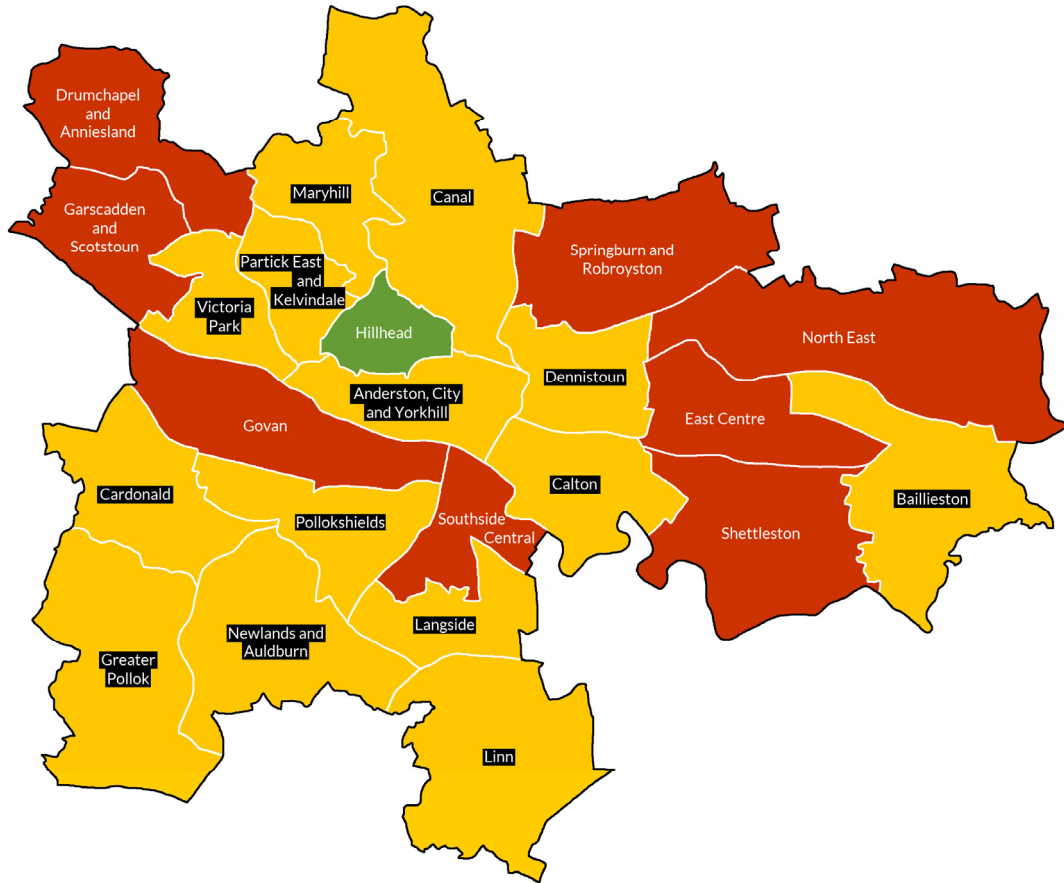 Drumchapel
and
Anniesland
Maryhill
Canal
Garscadden
and
Scotstoun
Springburn and
Robroyston
Partick East
and
Kelvindale
Victoria
Park
Hillhead
North East
Dennistoun
Anderston, City
and Yorkhill
East Centre
Govan
Calton
Cardonald
Baillieston
Pollokshields
Southside
Central
Shettleston
Newlands and
Auldburn
Langside
Greater
Pollok
Linn